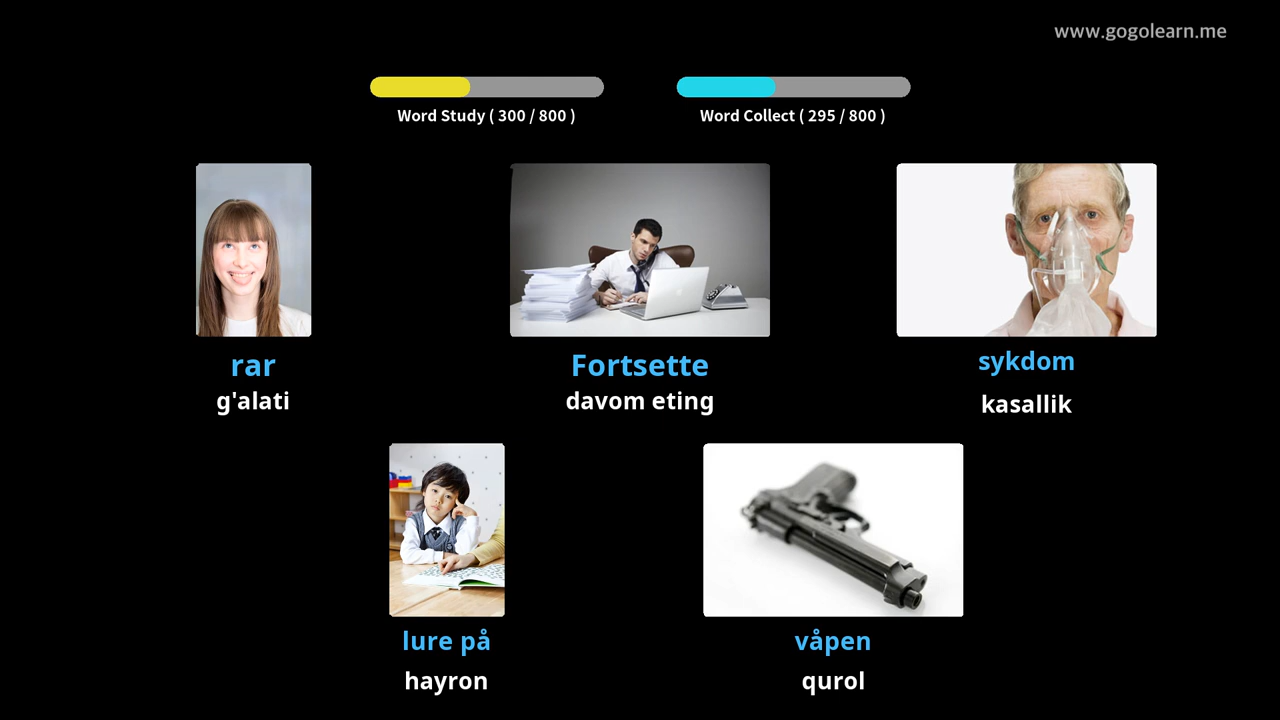 www.gogolearn.me
Word Study ( 300 / 800 )
Word Collect ( 295 / 800 )
rar
g'alati
Fortsette
davom eting
sykdom
kasallik
lure på
hayron
våpen
qurol